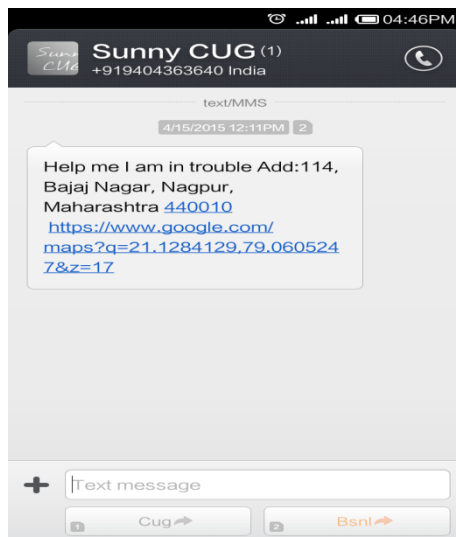 04:46PM
Sunny CUG (1)
Sunny
CUG
+919404363640 India
text/MMS
4/15/2015 12:11PM 2
Help me I am in trouble Add:114,
Bajaj Nagar, Nagpur,
Maharashtra 440010
https://www.google.com/
maps?q=21.1284129,79.060524
7&z=17
Text message
1 Cug
2 Bsnl